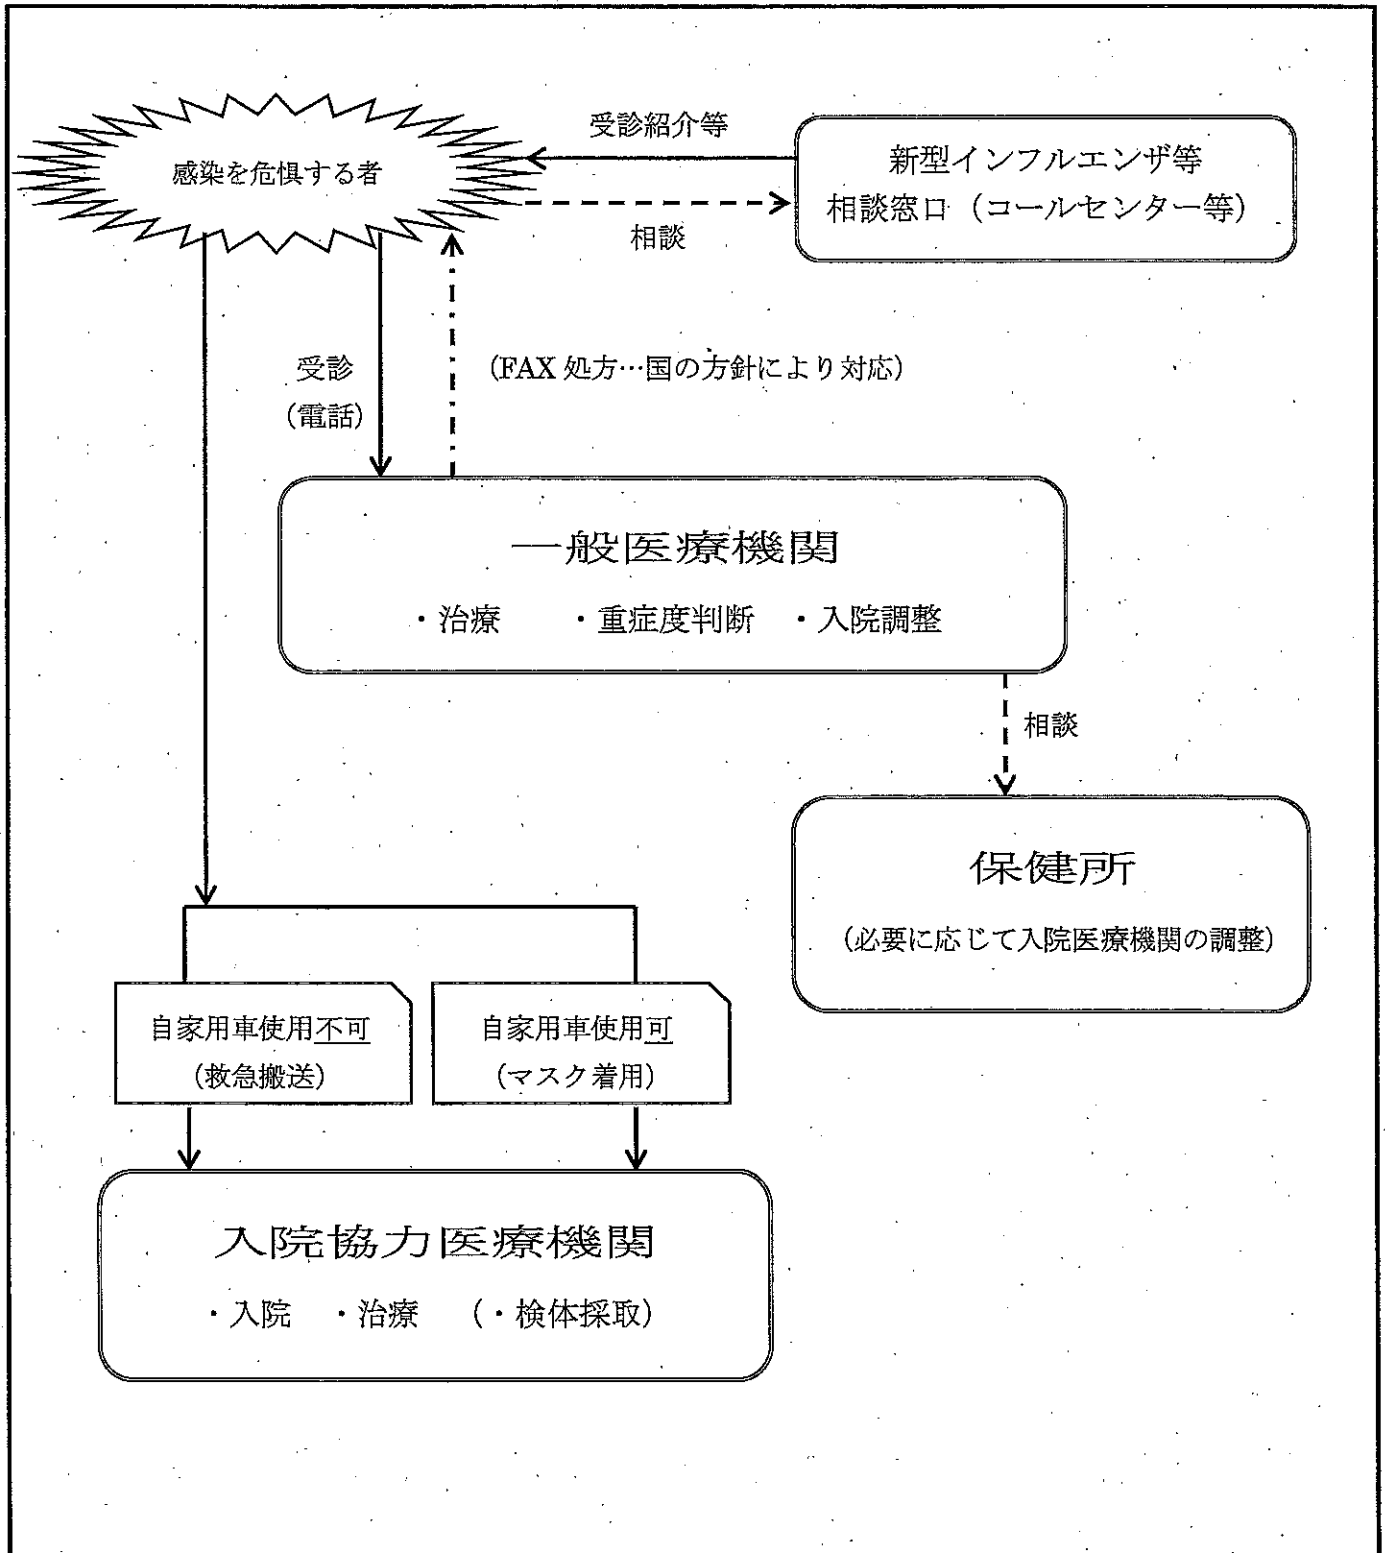 受診紹介等
感染を危惧する者
新型インフルエンザ等
相談窓口（コールセンター等）
相談
受診
（電話）
（FAX 処方…国の方針により対応）
一般医療機関
・治療　・重症度判断　・入院調整
相談
保健所
（必要に応じて入院医療機関の調整）
自家用車使用不可
（救急搬送）
自家用車使用可
（マスク着用）
入院協力医療機関
・入院　・治療　（・検体採取）